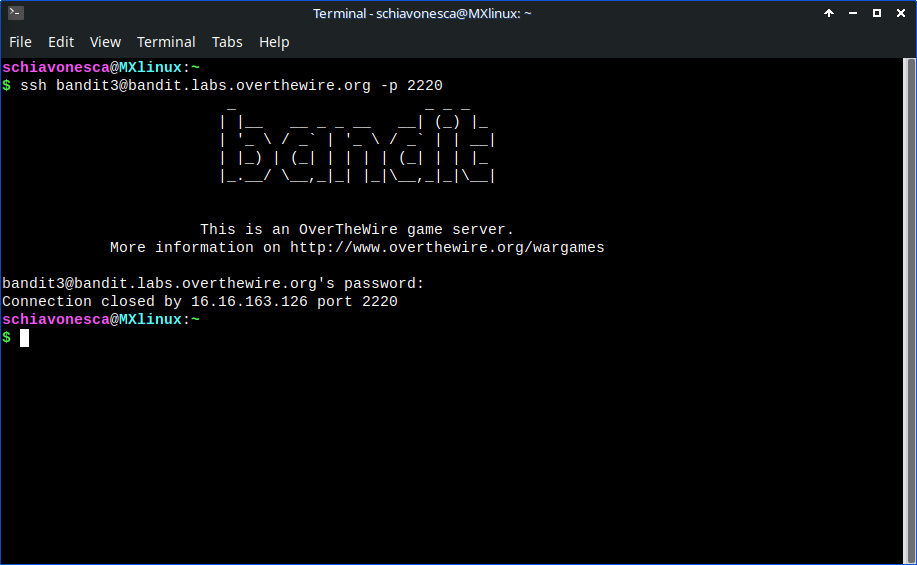 Terminal - schiavonesca@MXlinux: ~
File Edit View Terminal Tabs Help
schiavonesca@MXlinux:~
$ ssh bandit3@bandit.labs.overthewire.org -p 2220
                         _                     _ _ _
                        | |__   __ _ _ __   __| (_) |_
                        | '_ \ / _` | '_ \ / _` | | __|
                        | |_) | (_| | | | | (_| | | |_
                        |_.__/ \__,_|_| |_|\__,_|_|\__|
This is an OverTheWire game server.
More information on http://www.overthewire.org/wargames
bandit3@bandit.labs.overthewire.org's password:
Connection closed by 16.16.163.126 port 2220
schiavonesca@MXlinux:~
$